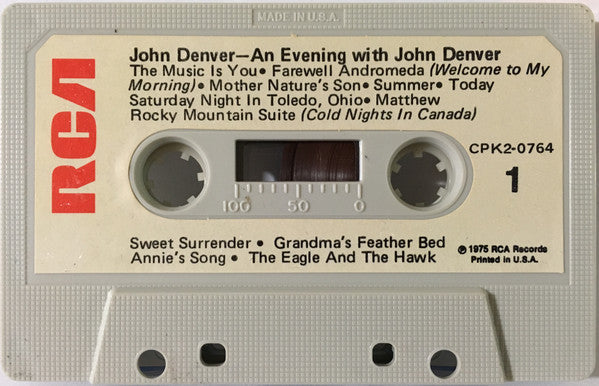 MADE IN U.S.A.
RCA
John Denver—An Evening with John Denver
The Music Is You• Farewell Andromeda (Welcome to My
Morning)• Mother Nature's Son• Summer• Today
Saturday Night In Toledo, Ohio• Matthew
Rocky Mountain Suite (Cold Nights In Canada)
CPK2-0764
1
100 50 0
Sweet Surrender • Grandma's Feather Bed
Annie's Song • The Eagle And The Hawk
℗ 1975 RCA Records
Printed in U.S.A.